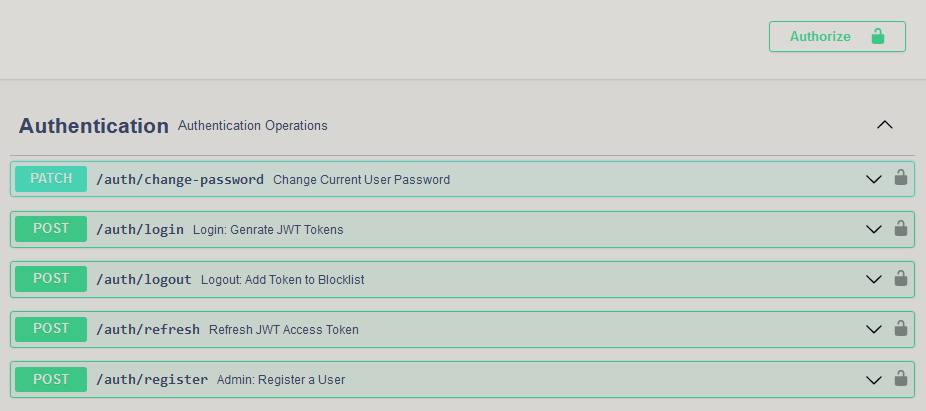 Authorize
Authentication Authentication Operations
PATCH /auth/change-password Change Current User Password
POST /auth/login Login: Genrate JWT Tokens
POST /auth/logout Logout: Add Token to Blocklist
POST /auth/refresh Refresh JWT Access Token
POST /auth/register Admin: Register a User